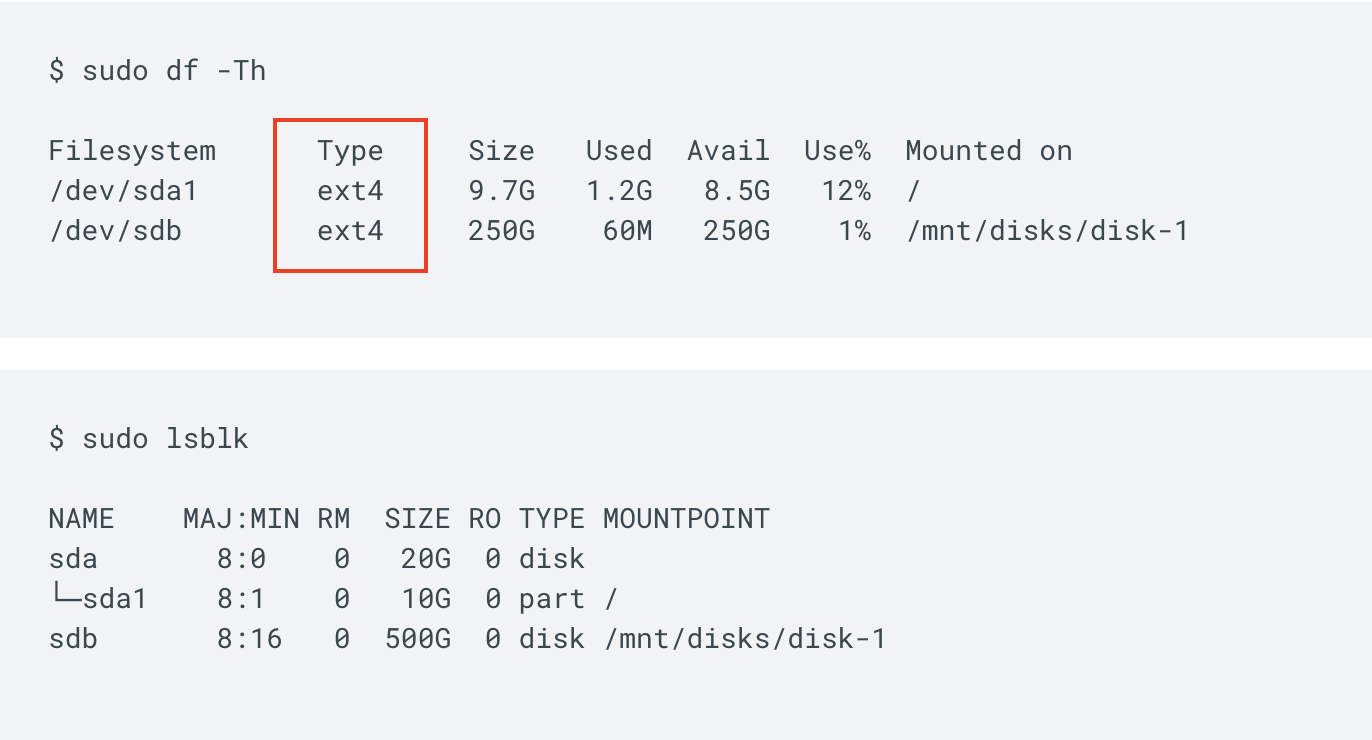 $ sudo df -Th
Filesystem      Type     Size   Used  Avail  Use%  Mounted on
/dev/sda1       ext4     9.7G   1.2G   8.5G   12%  /
/dev/sdb        ext4     250G    60M   250G    1%  /mnt/disks/disk-1
$ sudo lsblk
NAME    MAJ:MIN RM  SIZE RO TYPE MOUNTPOINT
sda       8:0    0   20G  0 disk
└─sda1    8:1    0   10G  0 part /
sdb       8:16   0  500G  0 disk /mnt/disks/disk-1